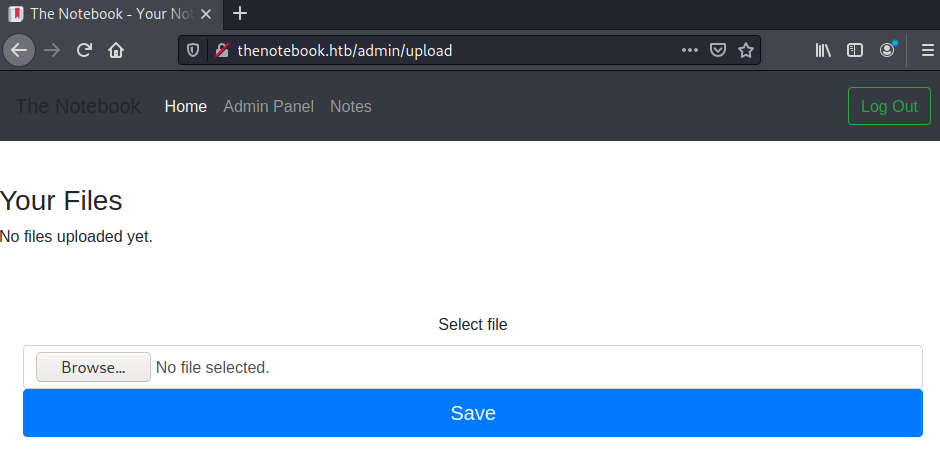 The Notebook - Your Not
thenotebook.htb/admin/upload
The Notebook Home Admin Panel Notes Log Out
Your Files
No files uploaded yet.
Select file
Browse... No file selected.
Save